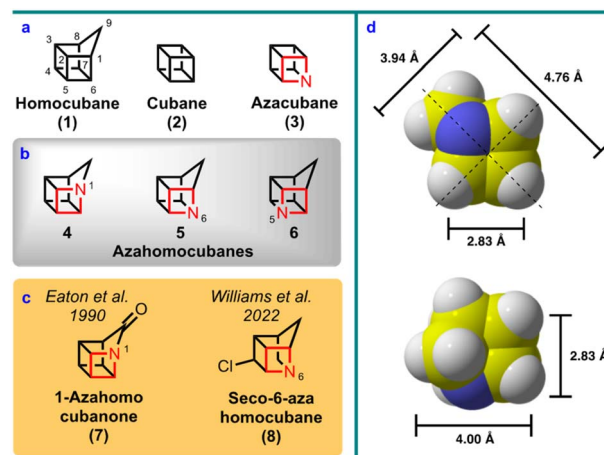 a
9
3
8
2
1
7
4
5
6
N
Homocubane
(1)
Cubane
(2)
Azacubane
(3)
b
N 1
N 6
5 N
4
5
6
Azahomocubanes
c
Eaton et al.
1990
Williams et al.
2022
O
N 1
Cl
N 6
1-Azahomo
cubanone
(7)
Seco-6-aza
homocubane
(8)
d
3.94 Å
4.76 Å
2.83 Å
2.83 Å
4.00 Å